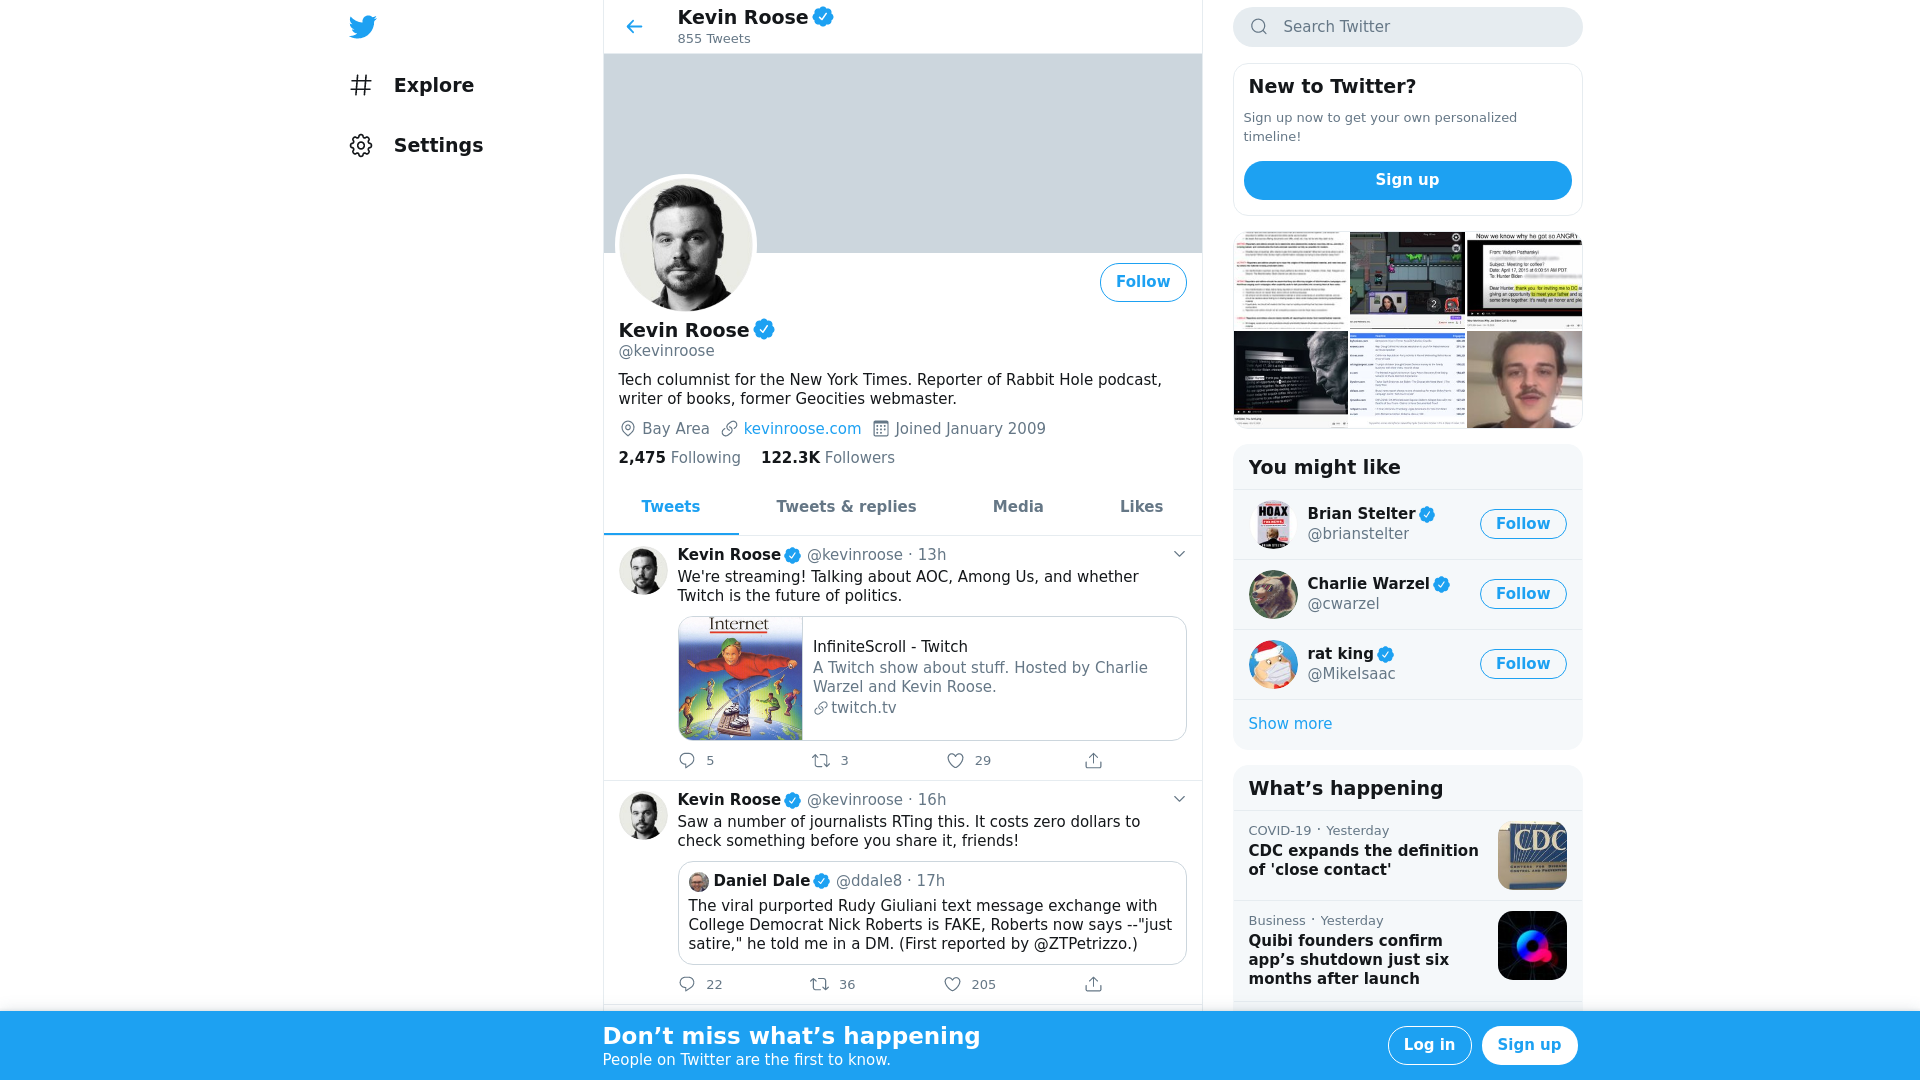 Explore
Settings
Kevin Roose
855 Tweets
Follow
Kevin Roose
@kevinroose
Tech columnist for the New York Times. Reporter of Rabbit Hole podcast,
writer of books, former Geocities webmaster.
Bay Area kevinroose.com Joined January 2009
2,475 Following 122.3K Followers
Tweets Tweets & replies Media Likes
Kevin Roose @kevinroose · 13h
We're streaming! Talking about AOC, Among Us, and whether
Twitch is the future of politics.
Internet
InfiniteScroll - Twitch
A Twitch show about stuff. Hosted by Charlie
Warzel and Kevin Roose.
twitch.tv
5 3 29
Kevin Roose @kevinroose · 16h
Saw a number of journalists RTing this. It costs zero dollars to
check something before you share it, friends!
Daniel Dale @ddale8 · 17h
The viral purported Rudy Giuliani text message exchange with
College Democrat Nick Roberts is FAKE, Roberts now says --"just
satire," he told me in a DM. (First reported by @ZTPetrizzo.)
22 36 205
Search Twitter
New to Twitter?
Sign up now to get your own personalized
timeline!
Sign up
Now we know why he got so ANGRY
You might like
HOAX
Brian Stelter
@brianstelter
Follow
Charlie Warzel
@cwarzel
Follow
rat king
@MikeIsaac
Follow
Show more
What's happening
COVID-19 · Yesterday
CDC expands the definition
of 'close contact'
CDC
Business · Yesterday
Quibi founders confirm
app's shutdown just six
months after launch
Don't miss what's happening
People on Twitter are the first to know.
Log in
Sign up